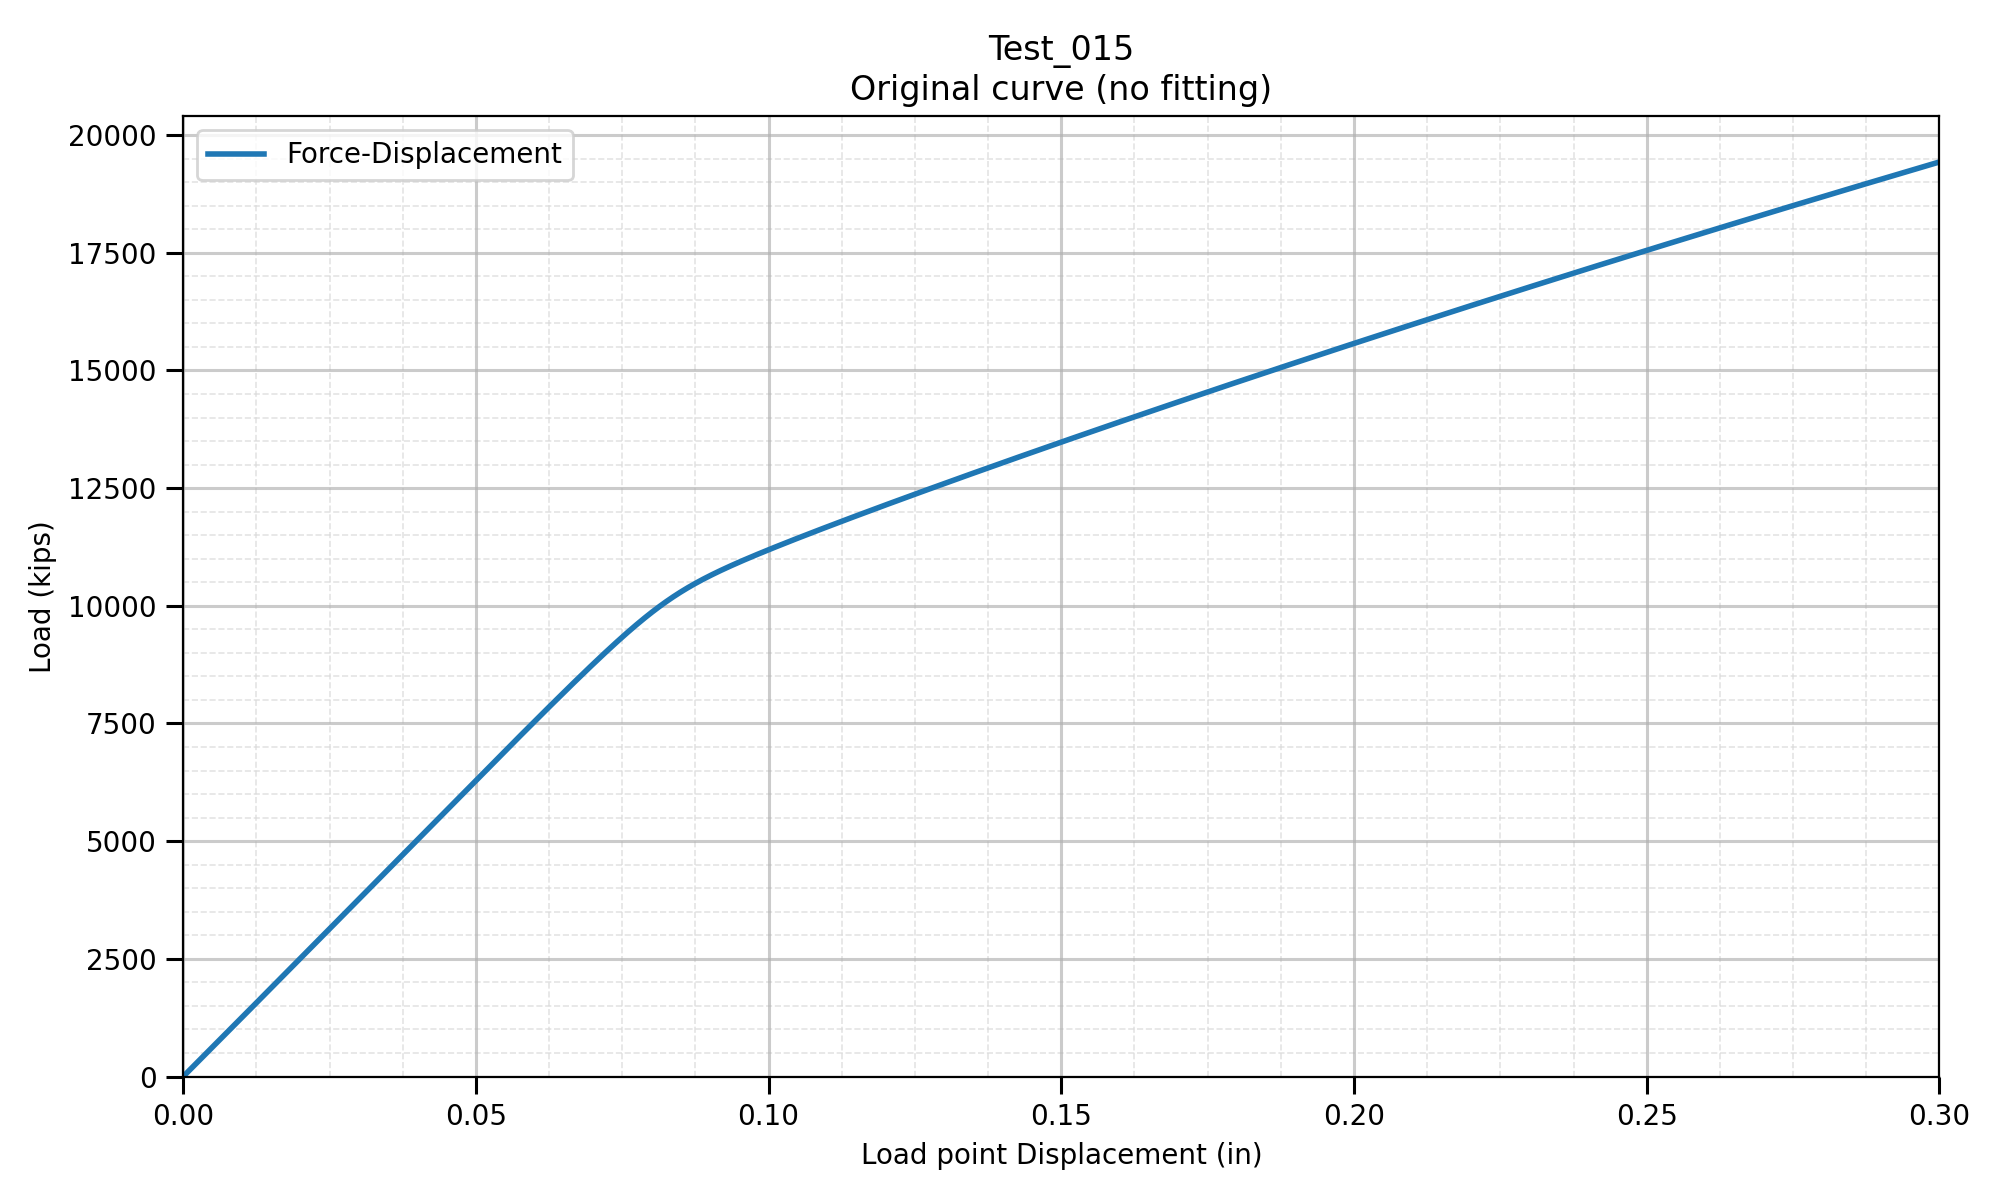 Test_015
Original curve (no fitting)
Force-Displacement
20000
17500
15000
12500
10000
7500
5000
2500
0
Load (kips)
0.00 0.05 0.10 0.15 0.20 0.25 0.30
Load point Displacement (in)